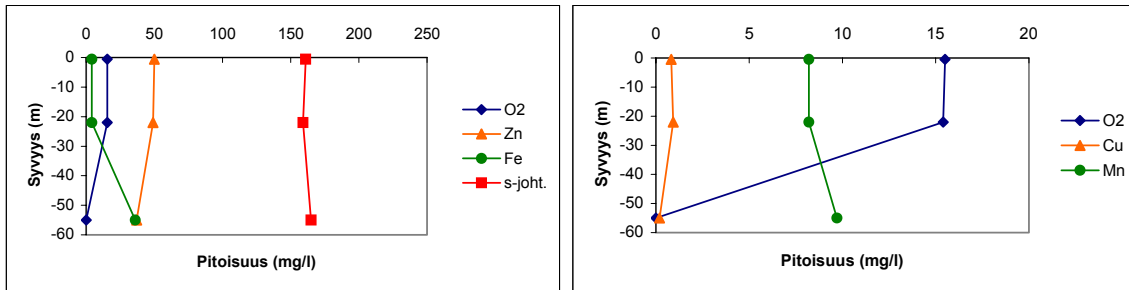 0 50 100 150 200 250
0
-10
-20
-30
-40
-50
-60
Syvyys (m)
Pitoisuus (mg/l)
O2
Zn
Fe
s-joht.
0 5 10 15 20
0
-10
-20
-30
-40
-50
-60
Syvyys (m)
Pitoisuus (mg/l)
O2
Cu
Mn